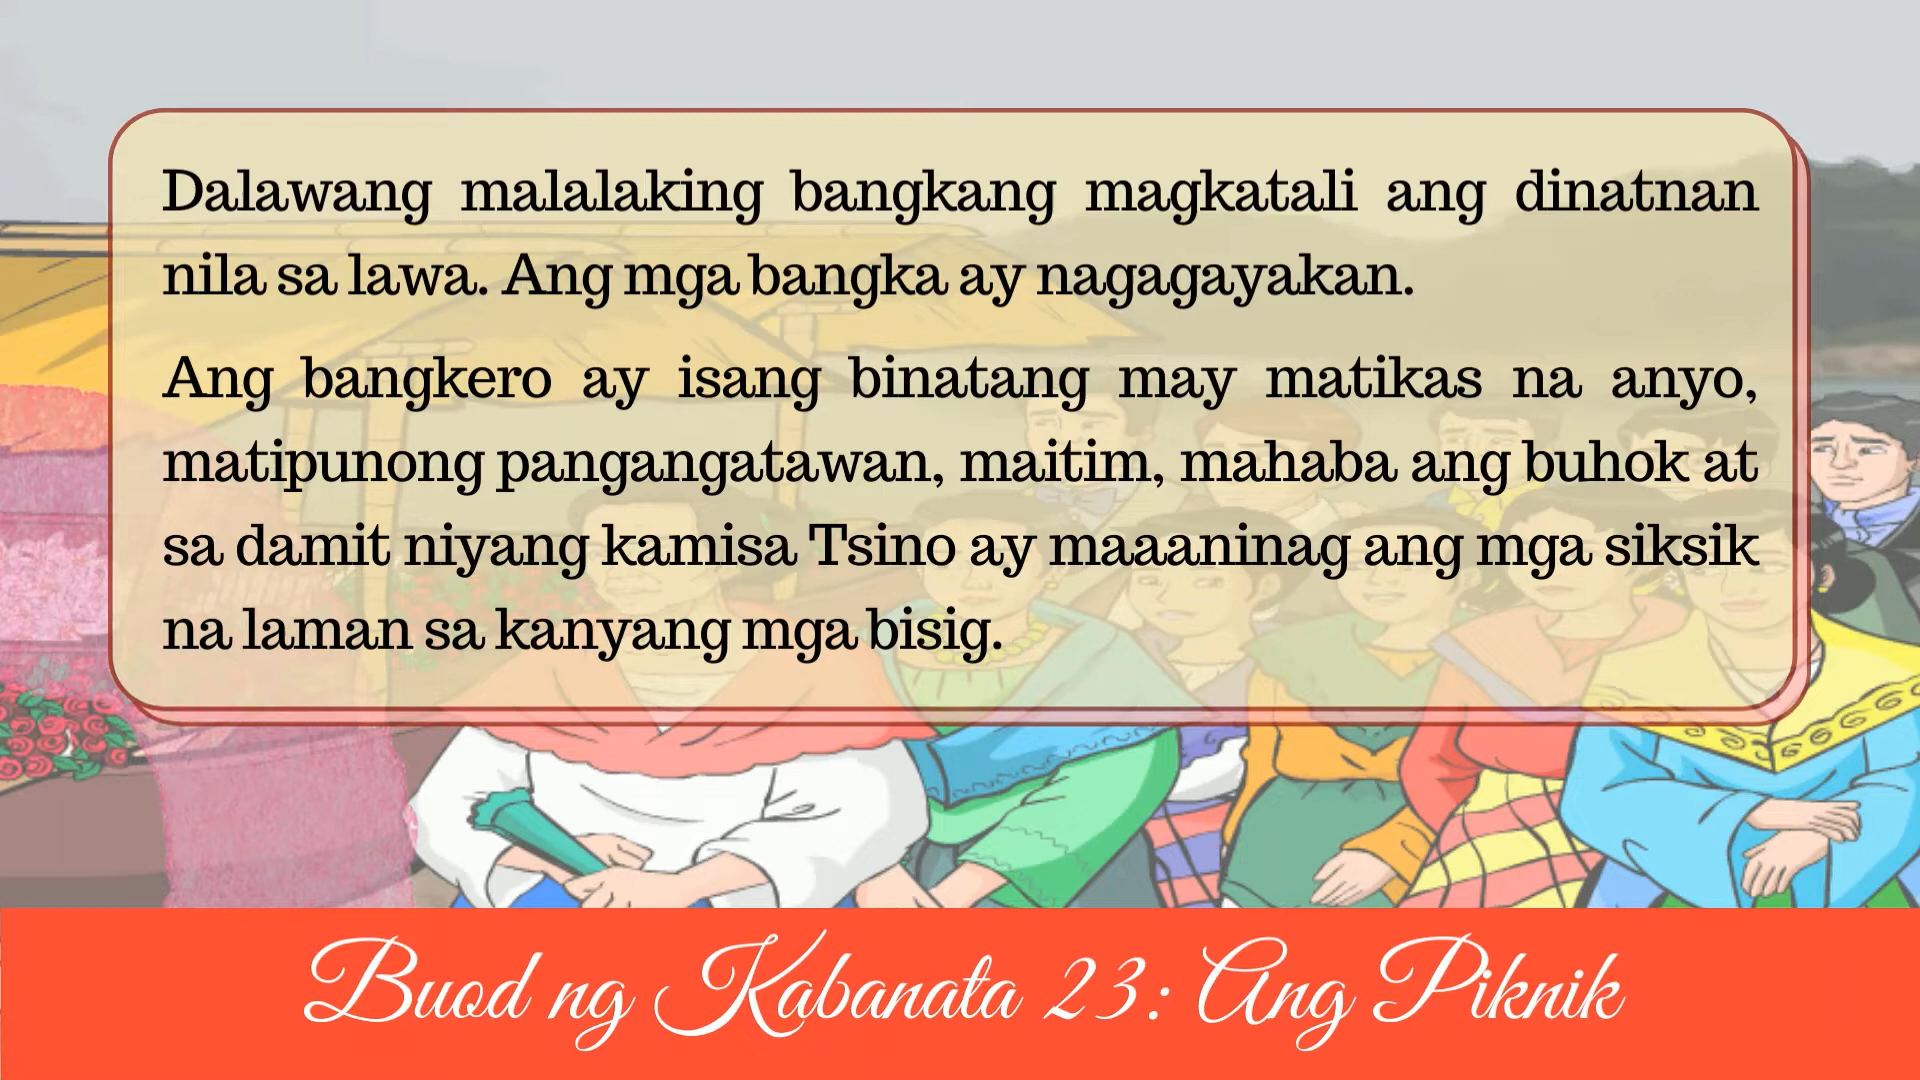 Dalawang malalaking bangkang magkatali ang dinatnan
nila sa lawa. Ang mga bangka ay nagagayakan.
Ang bangkero ay isang binatang may matikas na anyo,
matipunong pangangatawan, maitim, mahaba ang buhok at
sa damit niyang kamisa Tsino ay maaaninag ang mga siksik
na laman sa kanyang mga bisig.
Buod ng Kabanata 23: Ang Piknik